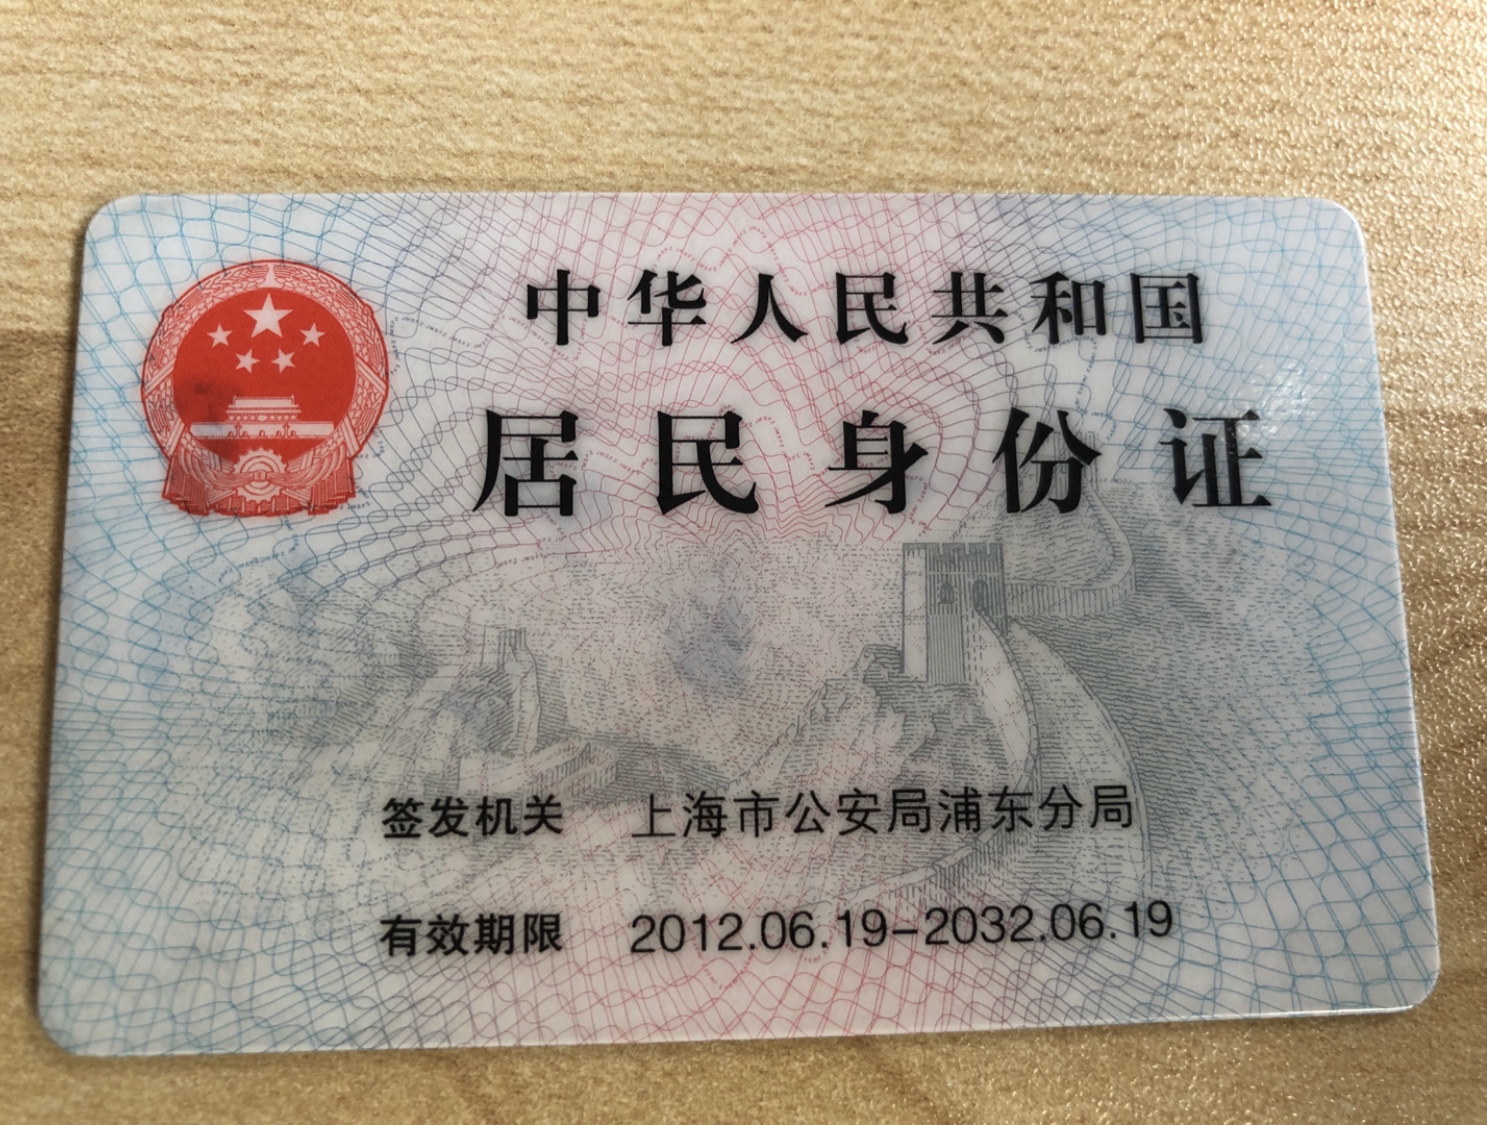 中华人民共和国
居民身份证
签发机关 上海市公安局浦东分局
有效期限 2012.06.19-2032.06.19